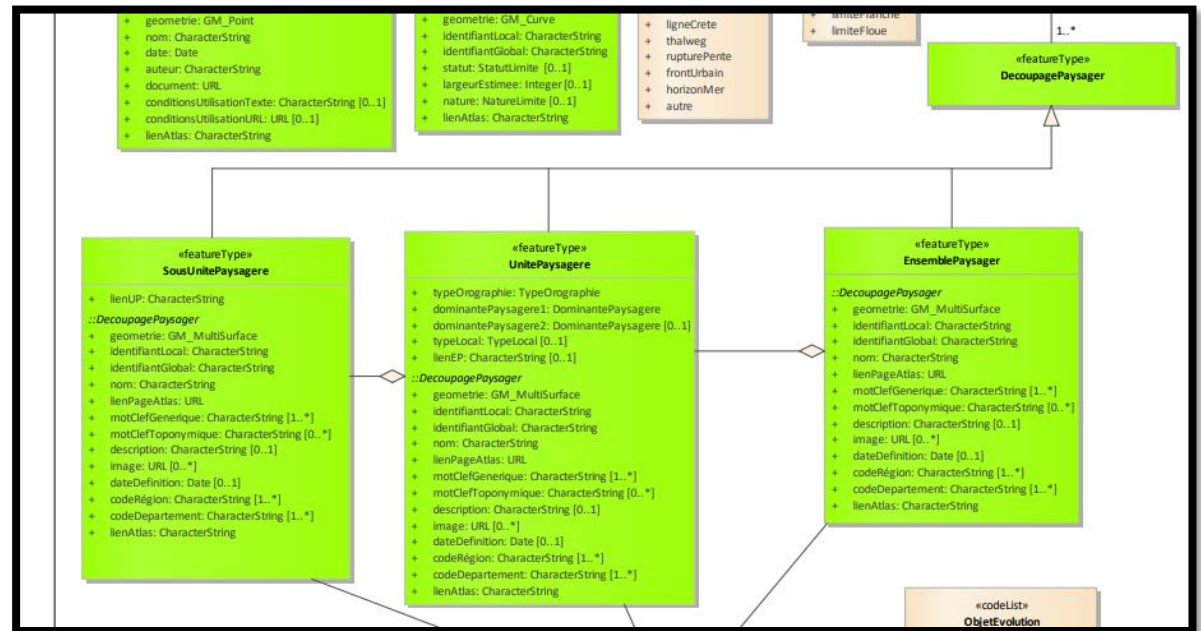 + geometrie: GM_Point
+ nom: CharacterString
+ date: Date
+ auteur: CharacterString
+ document: URL
+ conditionsUtilisationTexte: CharacterString [0..1]
+ conditionsUtilisationURL: URL [0..1]
+ lienAtlas: CharacterString
+ geometrie: GM_Curve
+ identifiantLocal: CharacterString
+ identifiantGlobal: CharacterString
+ statut: StatutLimite [0..1]
+ largeurEstimee: Integer [0..1]
+ nature: NatureLimite [0..1]
+ lienAtlas: CharacterString
+ ligneCrete
+ thalweg
+ rupturePente
+ frontUrbain
+ horizonMer
+ autre
+ limiteFranche
+ limiteFloue
1..*
«featureType»
DecoupagePaysager
«featureType»
SousUnitePaysagere
+ lienUP: CharacterString
::DecoupagePaysager
+ geometrie: GM_MultiSurface
+ identifiantLocal: CharacterString
+ identifiantGlobal: CharacterString
+ nom: CharacterString
+ lienPageAtlas: URL
+ motClefGenerique: CharacterString [1..*]
+ motClefToponymique: CharacterString [0..*]
+ description: CharacterString [0..1]
+ image: URL [0..*]
+ dateDefinition: Date [0..1]
+ codeRégion: CharacterString [1..*]
+ codeDepartement: CharacterString [1..*]
+ lienAtlas: CharacterString
«featureType»
UnitePaysagere
+ typeOrographie: TypeOrographie
+ dominantePaysagere1: DominantePaysagere
+ dominantePaysagere2: DominantePaysagere [0..1]
+ typeLocal: TypeLocal [0..1]
+ lienEP: CharacterString [0..1]
::DecoupagePaysager
+ geometrie: GM_MultiSurface
+ identifiantLocal: CharacterString
+ identifiantGlobal: CharacterString
+ nom: CharacterString
+ lienPageAtlas: URL
+ motClefGenerique: CharacterString [1..*]
+ motClefToponymique: CharacterString [0..*]
+ description: CharacterString [0..1]
+ image: URL [0..*]
+ dateDefinition: Date [0..1]
+ codeRégion: CharacterString [1..*]
+ codeDepartement: CharacterString [1..*]
+ lienAtlas: CharacterString
«featureType»
EnsemblePaysager
::DecoupagePaysager
+ geometrie: GM_MultiSurface
+ identifiantLocal: CharacterString
+ identifiantGlobal: CharacterString
+ nom: CharacterString
+ lienPageAtlas: URL
+ motClefGenerique: CharacterString [1..*]
+ motClefToponymique: CharacterString [0..*]
+ description: CharacterString [0..1]
+ image: URL [0..*]
+ dateDefinition: Date [0..1]
+ codeRégion: CharacterString [1..*]
+ codeDepartement: CharacterString [1..*]
+ lienAtlas: CharacterString
«codeList»
ObjetEvolution